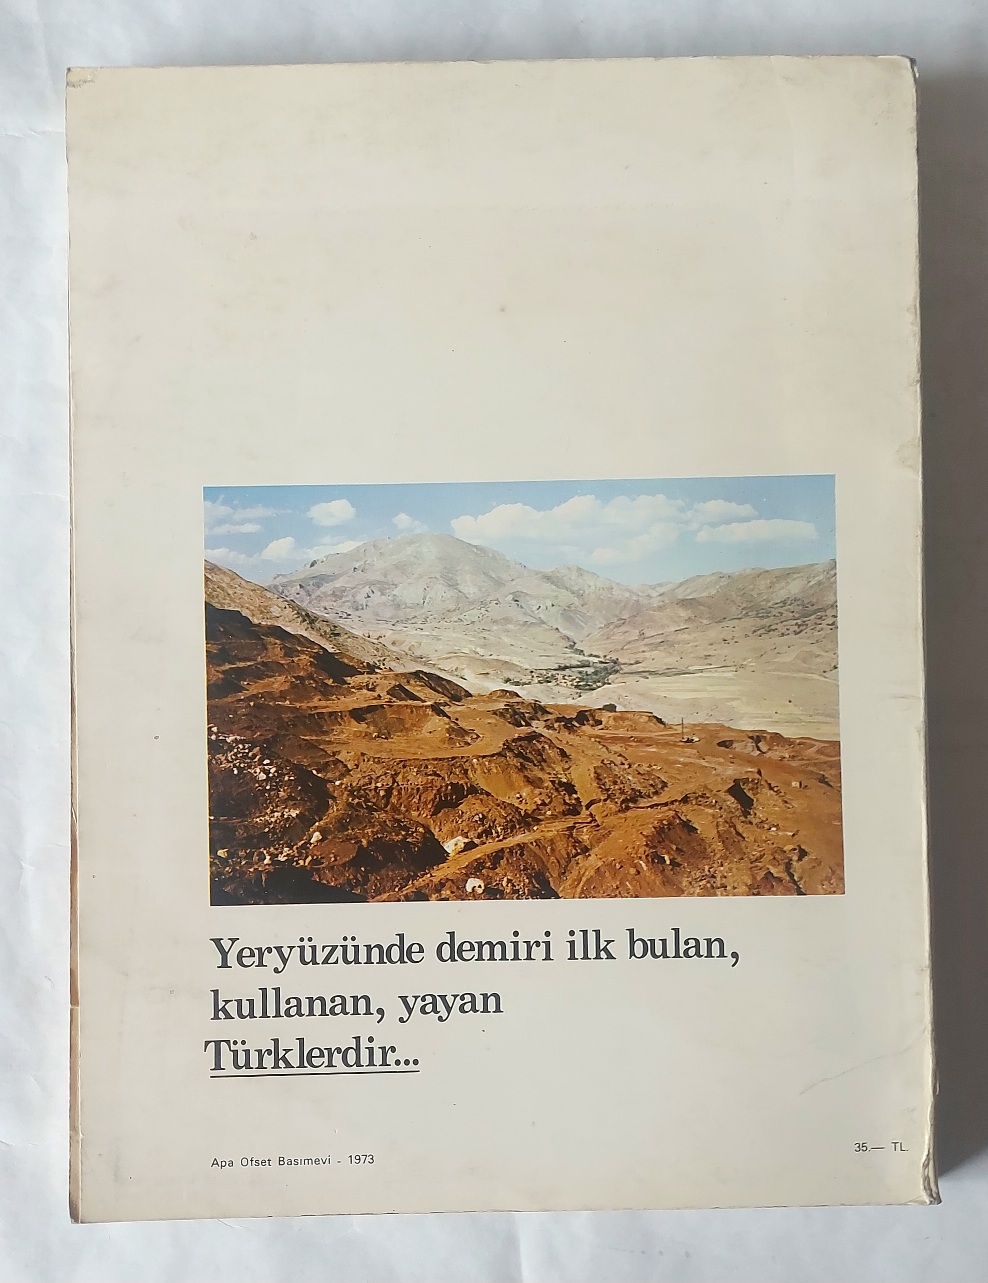 Yeryüzünde demiri ilk bulan,
kullanan, yayan
Türklerdir...
Apa Ofset Basımevi - 1973
35.— TL.